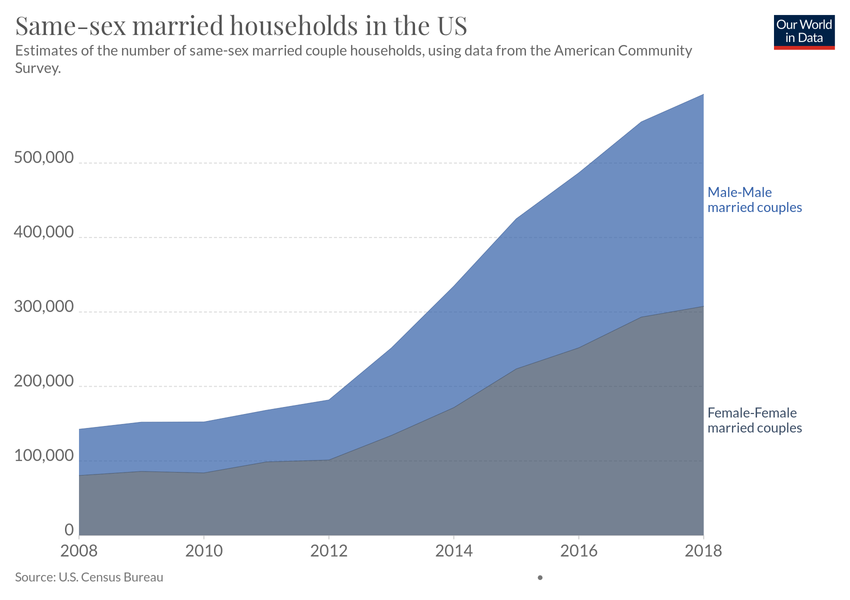 Same-sex married households in the US
Our World
in Data
Estimates of the number of same-sex married couple households, using data from the American Community
Survey.
500,000
Male-Male
married couples
400,000
300,000
200,000
Female-Female
married couples
100,000
0
2008
2010
2012
2014
2016
2018
Source: U.S. Census Bureau